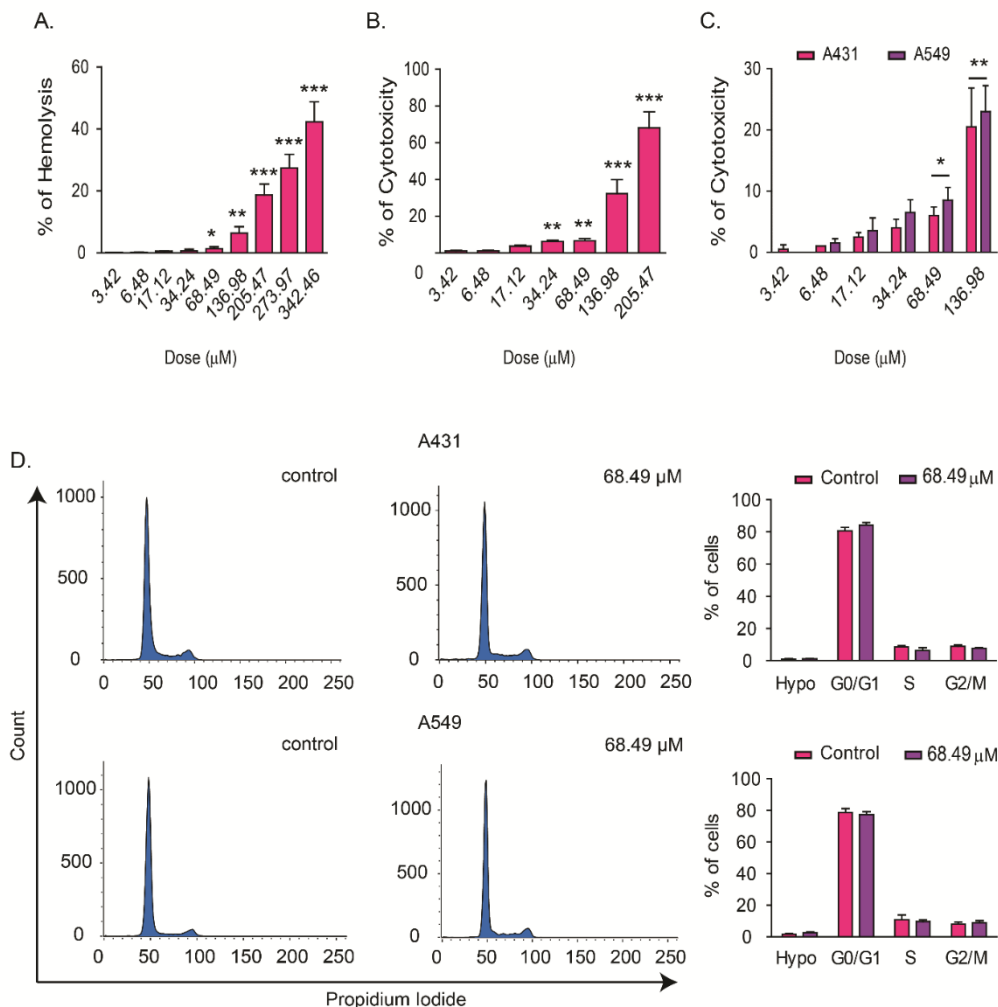 A.
% of Hemolysis
60
40
20
0
* ** *** *** ***
3.42 6.48 17.12 34.24 68.49 136.98 205.47 273.97 342.46
Dose (μM)
B.
% of Cytotoxicity
100
80
60
40
20
0
** ** *** ***
3.42 6.48 17.12 34.24 68.49 136.98 205.47
Dose (μM)
C.
A431 A549
% of Cytotoxicity
30
20
10
0
* **
3.42 6.48 17.12 34.24 68.49 136.98
Dose (μM)
D.
A431
control
1000
500
0
0 50 100 150 200 250
68.49 μM
1000
500
0
0 50 100 150 200 250
Control 68.49 μM
% of cells
100
80
60
40
20
0
Hypo G0/G1 S G2/M
A549
control
1000
500
0
0 50 100 150 200 250
68.49 μM
1000
500
0
0 50 100 150 200 250
Control 68.49 μM
% of cells
100
80
60
40
20
0
Hypo G0/G1 S G2/M
Count
Propidium Iodide